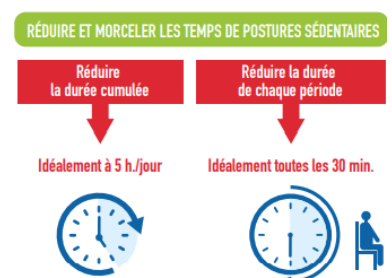 RÉDUIRE ET MORCELER LES TEMPS DE POSTURES SÉDENTAIRES
Réduire
la durée cumulée
Réduire la durée
de chaque période
Idéalement à 5 h./jour
Idéalement toutes les 30 min.